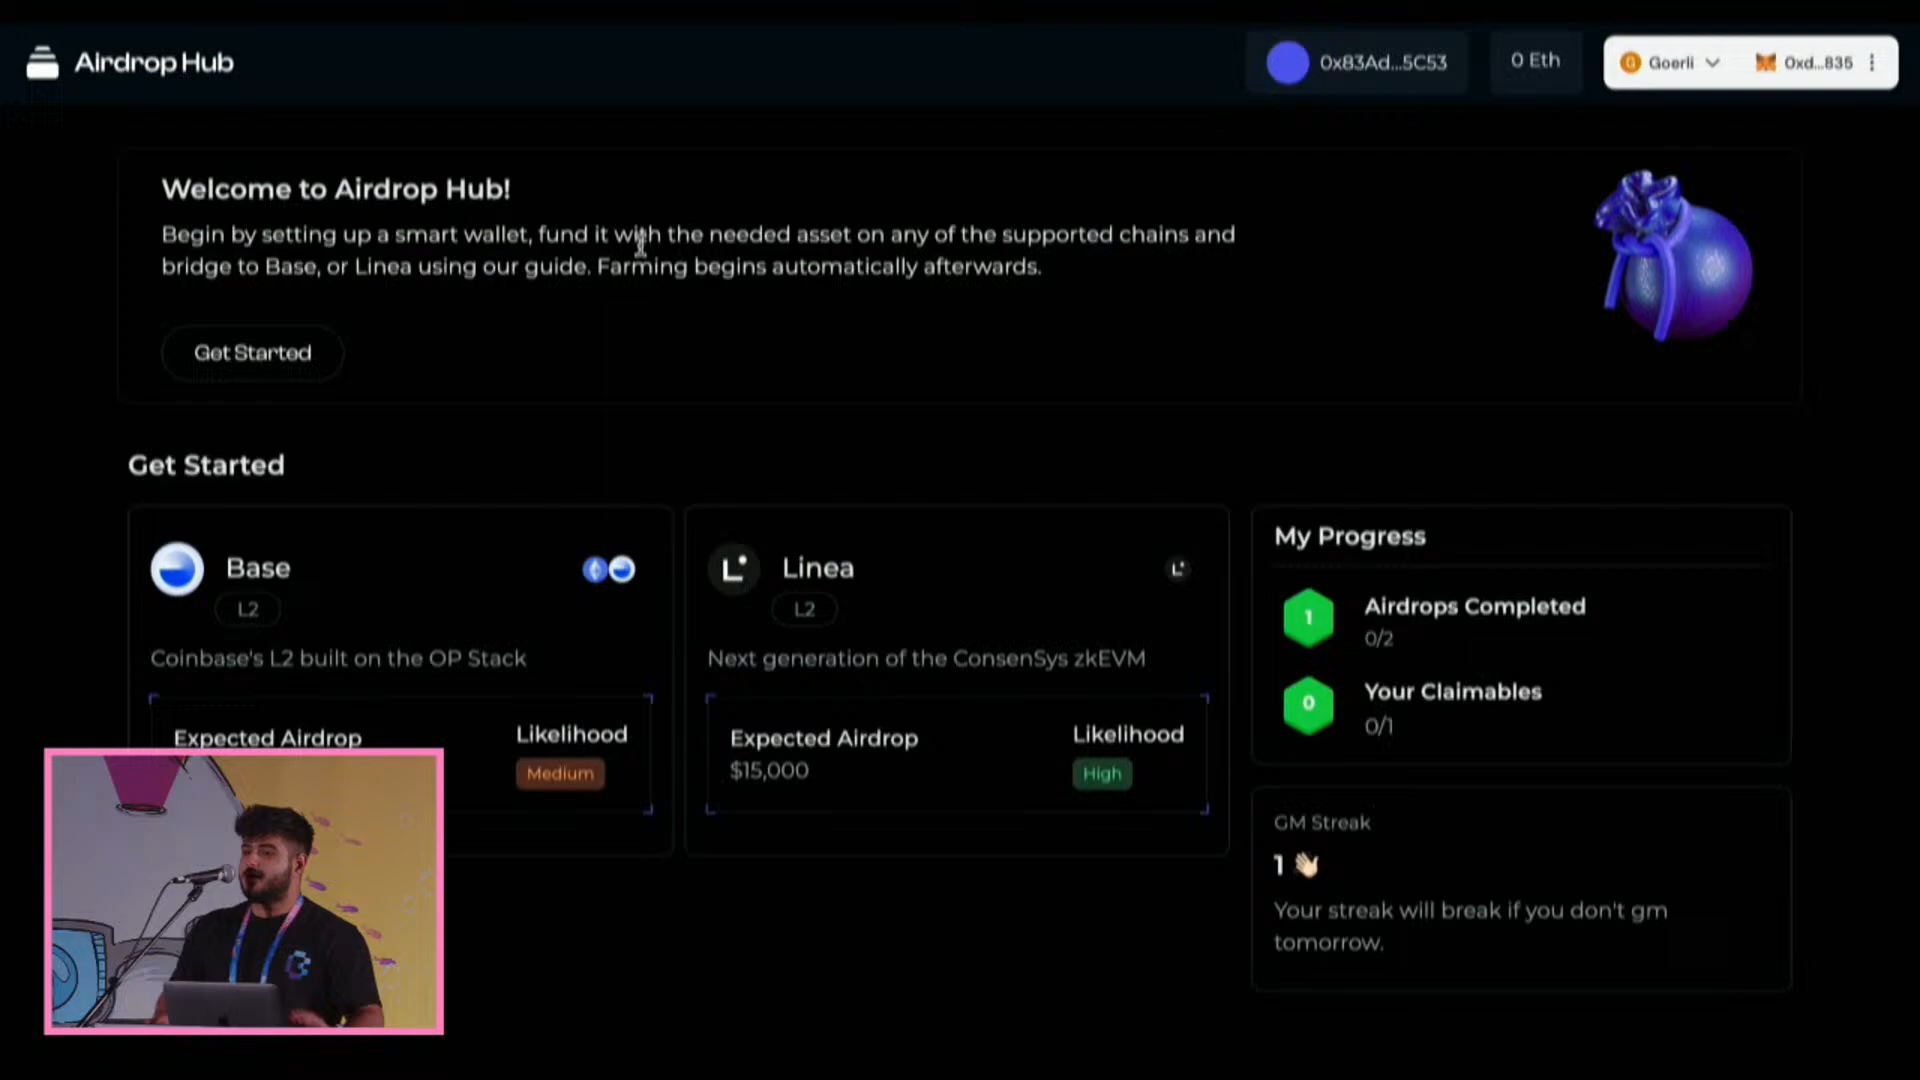 Airdrop Hub
0x83Ad...5C53
0 Eth
Goerli
0xd...835
Welcome to Airdrop Hub!
Begin by setting up a smart wallet, fund it with the needed asset on any of the supported chains and
bridge to Base, or Linea using our guide. Farming begins automatically afterwards.
Get Started
Get Started
Base
L2
Coinbase's L2 built on the OP Stack
Expected Airdrop
Likelihood
Medium
Linea
L2
Next generation of the ConsenSys zkEVM
Expected Airdrop
$15,000
Likelihood
High
My Progress
1
Airdrops Completed
0/2
0
Your Claimables
0/1
GM Streak
1 👋🏻
Your streak will break if you don't gm
tomorrow.